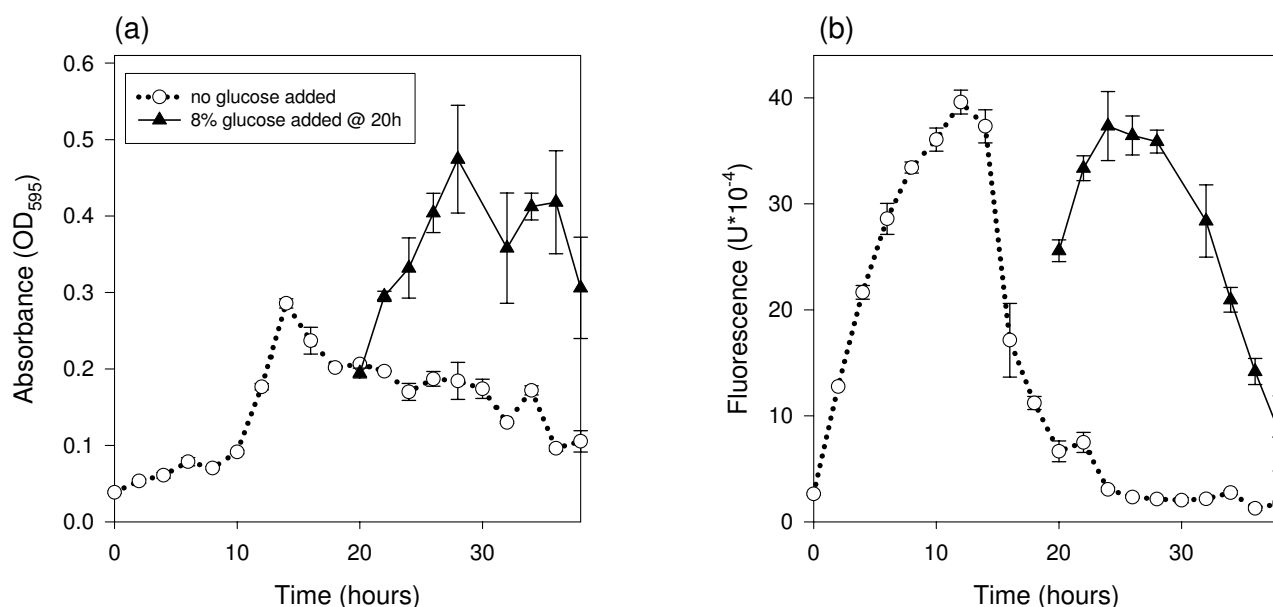 (a)
Absorbance (OD595)
0.6
0.5
0.4
0.3
0.2
0.1
0.0
no glucose added
8% glucose added @ 20h
0 10 20 30
Time (hours)
(b)
Fluorescence (U*10-4)
40
30
20
10
0
0 10 20 30
Time (hours)